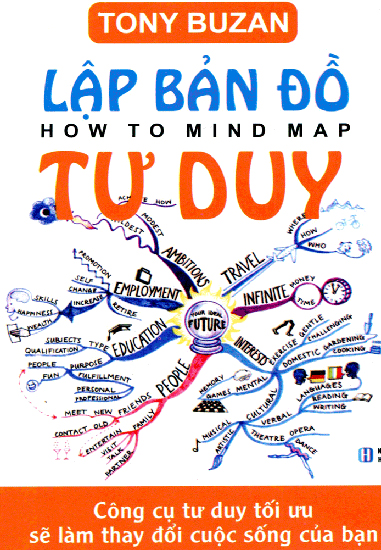 TONY BUZAN
LẬP BẢN ĐỒ
HOW TO MIND MAP
TƯ DUY
ACHIEVE HOW
WILDEST
MODEST
AMBITIONS
TRAVEL
WHERE
HOW
WHO
PROMOTION
SELF
CHANGE
INCREASE
SKILLS
HAPPINESS
WEALTH
EMPLOYMENT
RETIRE
YOUR IDEAL
FUTURE
INFINITE
MONEY
TIME
EDUCATION
SUBJECTS TYPE
QUALIFICATION
PEOPLE PURPOSE
FUN FULFILLMENT
PERSONAL
PROFESSIONAL
INTERESTS
EXERCISE GENTLE
CHALLENGING
DOMESTIC GARDENING
COOKING
MEMORY
GAMES MENTAL
LANGUAGES
READING
WRITING
VERBAL
CULTURAL
MUSICAL
ARTISTIC
THEATRE OPERA
DANCE
PEOPLE
MEET NEW FRIENDS
CONTACT OLD
FAMILY
ENTERTAIN
VISIT
TALK
PARTNER
Công cụ tư duy tối ưu
sẽ làm thay đổi cuộc sống của bạn